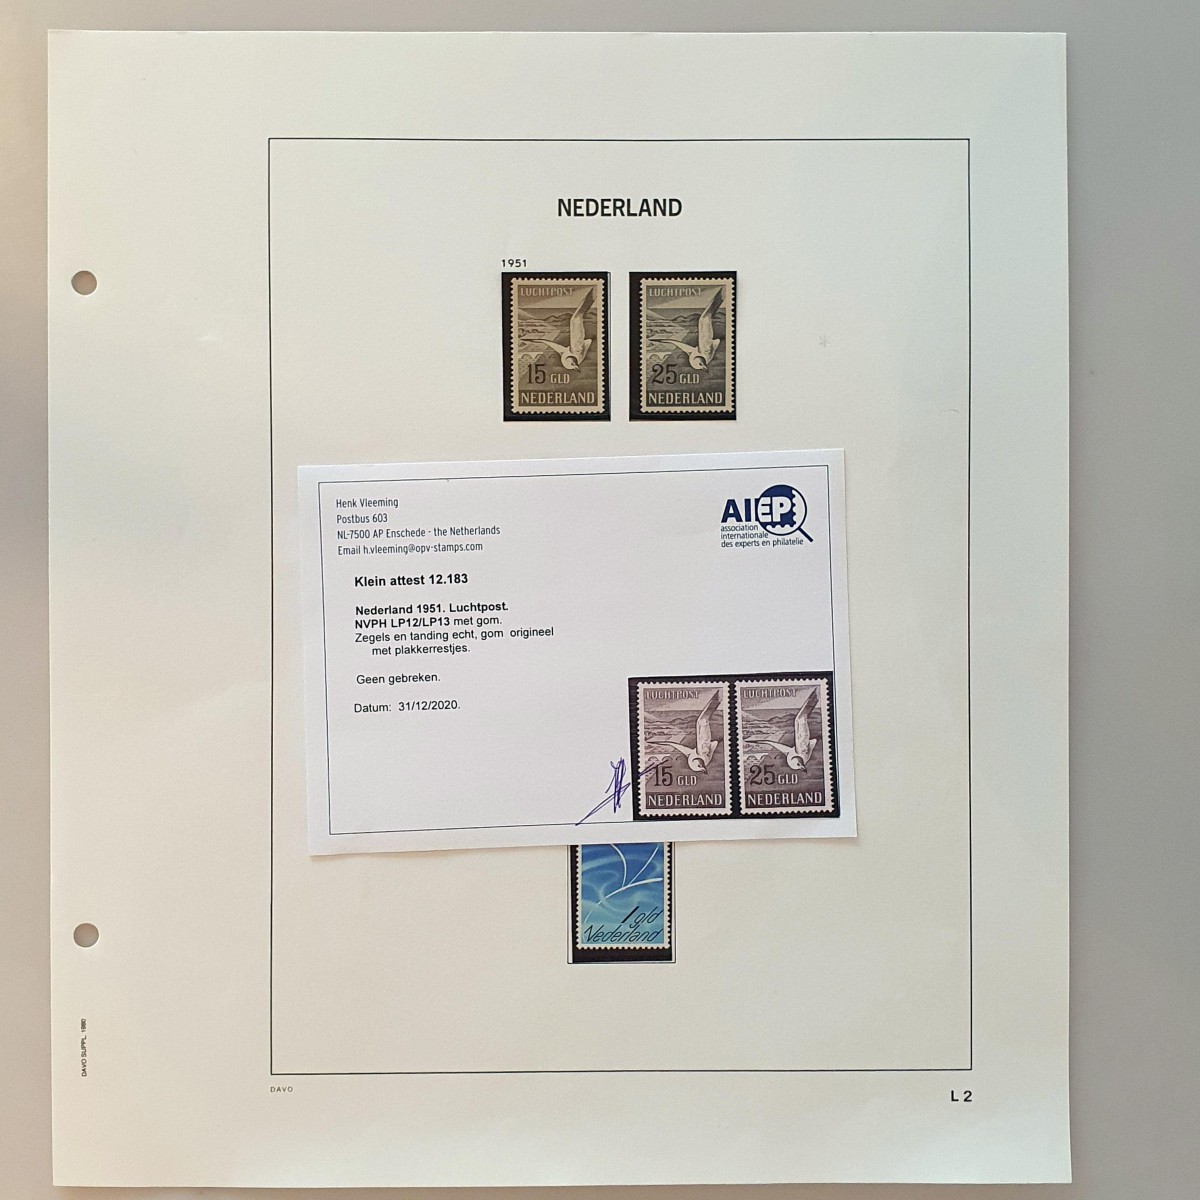 NEDERLAND
1951
LUCHTPOST
15 GLD
NEDERLAND
LUCHTPOST
25 GLD
NEDERLAND
Henk Vleeming
Postbus 603
NL-7500 AP Enschede - the Netherlands
Email h.vleeming@opv-stamps.com
AIEP
association
internationale
des experts en philatelie
Klein attest 12.183
Nederland 1951. Luchtpost.
NVPH LP12/LP13 met gom.
Zegels en tanding echt, gom origineel
met plakkerrestjes.
Geen gebreken.
Datum: 31/12/2020.
LUCHTPOST
15 GLD
NEDERLAND
LUCHTPOST
25 GLD
NEDERLAND
1 gld
Nederland
DAVO SUPPL. 1980
DAVO
L 2